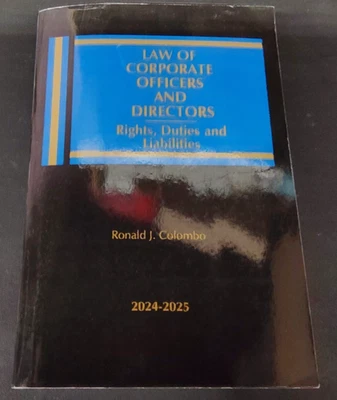 LAW OF
CORPORATE
OFFICERS
AND
DIRECTORS
Rights, Duties and
Liabilities
Ronald J. Colombo
2024-2025